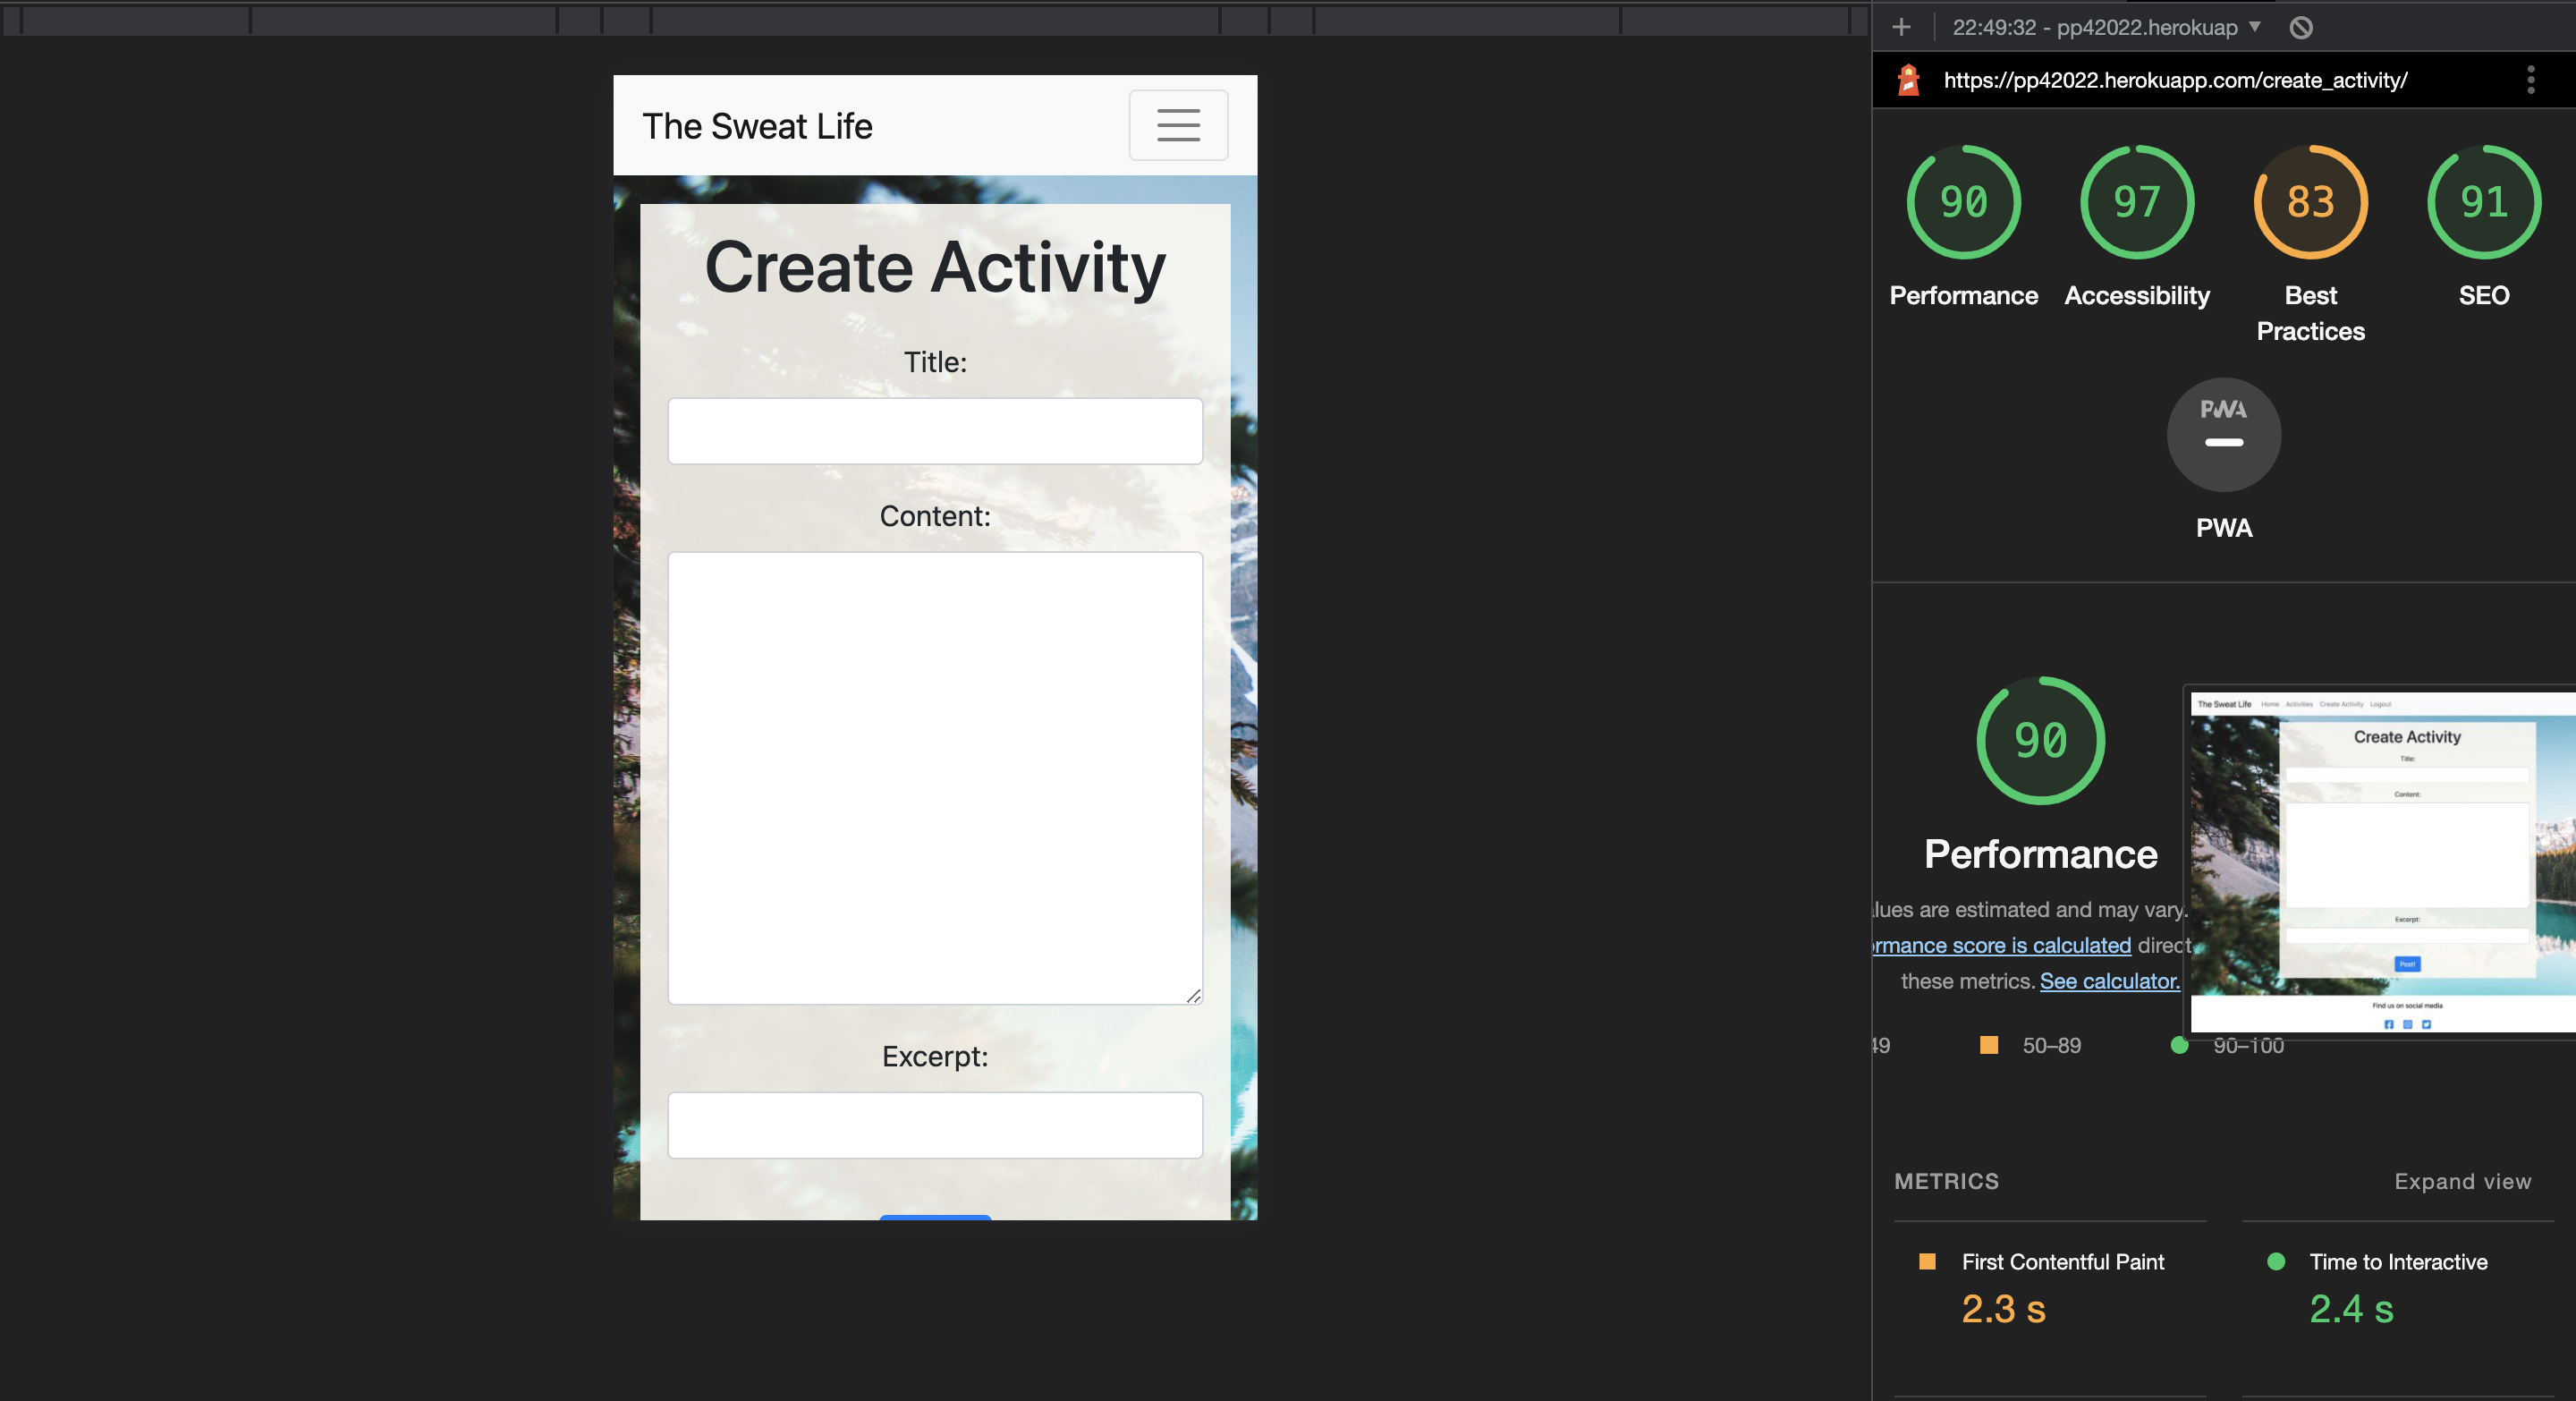 22:49:32 - pp42022.herokuap
https://pp42022.herokuapp.com/create_activity/
The Sweat Life
Create Activity
Title:
Content:
Excerpt:
90
97
83
91
Performance
Accessibility
Best
Practices
SEO
PWA
PWA
90
Performance
lues are estimated and may vary.
rmance score is calculated direct
these metrics. See calculator.
49
50–89
90–100
The Sweat Life Home Activities Create Activity Logout
Create Activity
Title:
Content:
Excerpt:
Post!
Find us on social media
METRICS
Expand view
First Contentful Paint
2.3 s
Time to Interactive
2.4 s